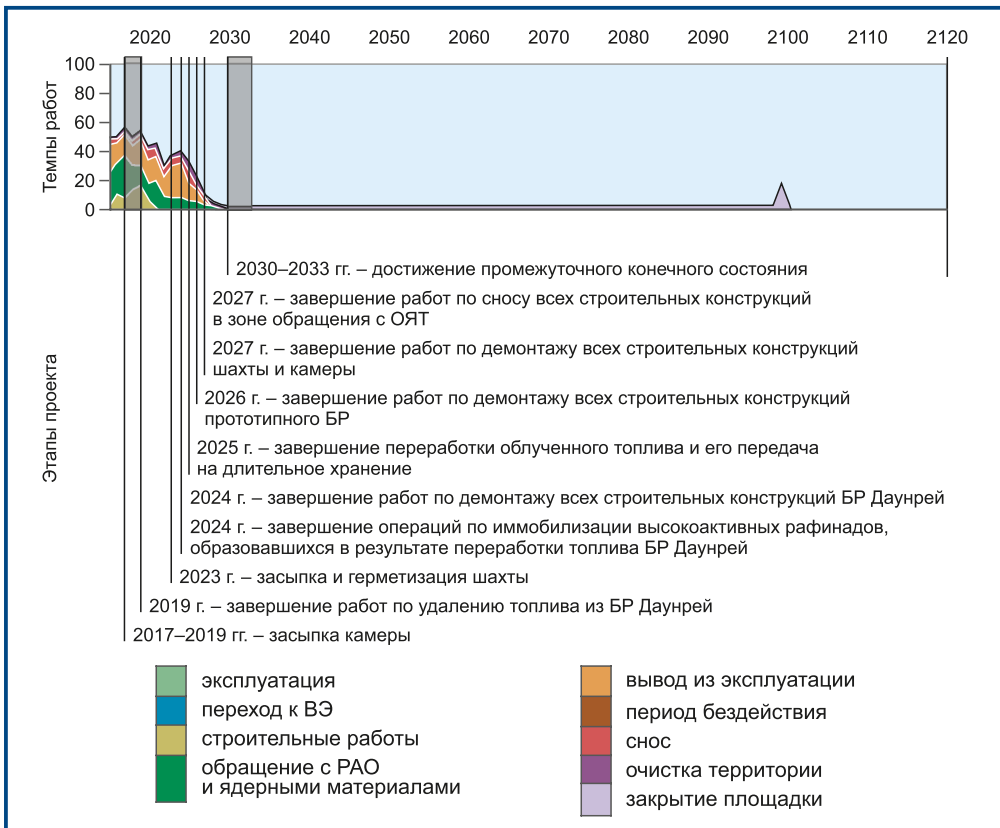 2020 2030 2040 2050 2060 2070 2080 2090 2100 2110 2120
Темпы работ
100
80
60
40
20
0
Этапы проекта
2030–2033 гг. – достижение промежуточного конечного состояния
2027 г. – завершение работ по сносу всех строительных конструкций
в зоне обращения с ОЯТ
2027 г. – завершение работ по демонтажу всех строительных конструкций
шахты и камеры
2026 г. – завершение работ по демонтажу всех строительных конструкций
прототипного БР
2025 г. – завершение переработки облученного топлива и его передача
на длительное хранение
2024 г. – завершение работ по демонтажу всех строительных конструкций БР Даунрей
2024 г. – завершение операций по иммобилизации высокоактивных рафинадов,
образовавшихся в результате переработки топлива БР Даунрей
2023 г. – засыпка и герметизация шахты
2019 г. – завершение работ по удалению топлива из БР Даунрей
2017–2019 гг. – засыпка камеры
эксплуатация
переход к ВЭ
строительные работы
обращение с РАО
и ядерными материалами
вывод из эксплуатации
период бездействия
снос
очистка территории
закрытие площадки